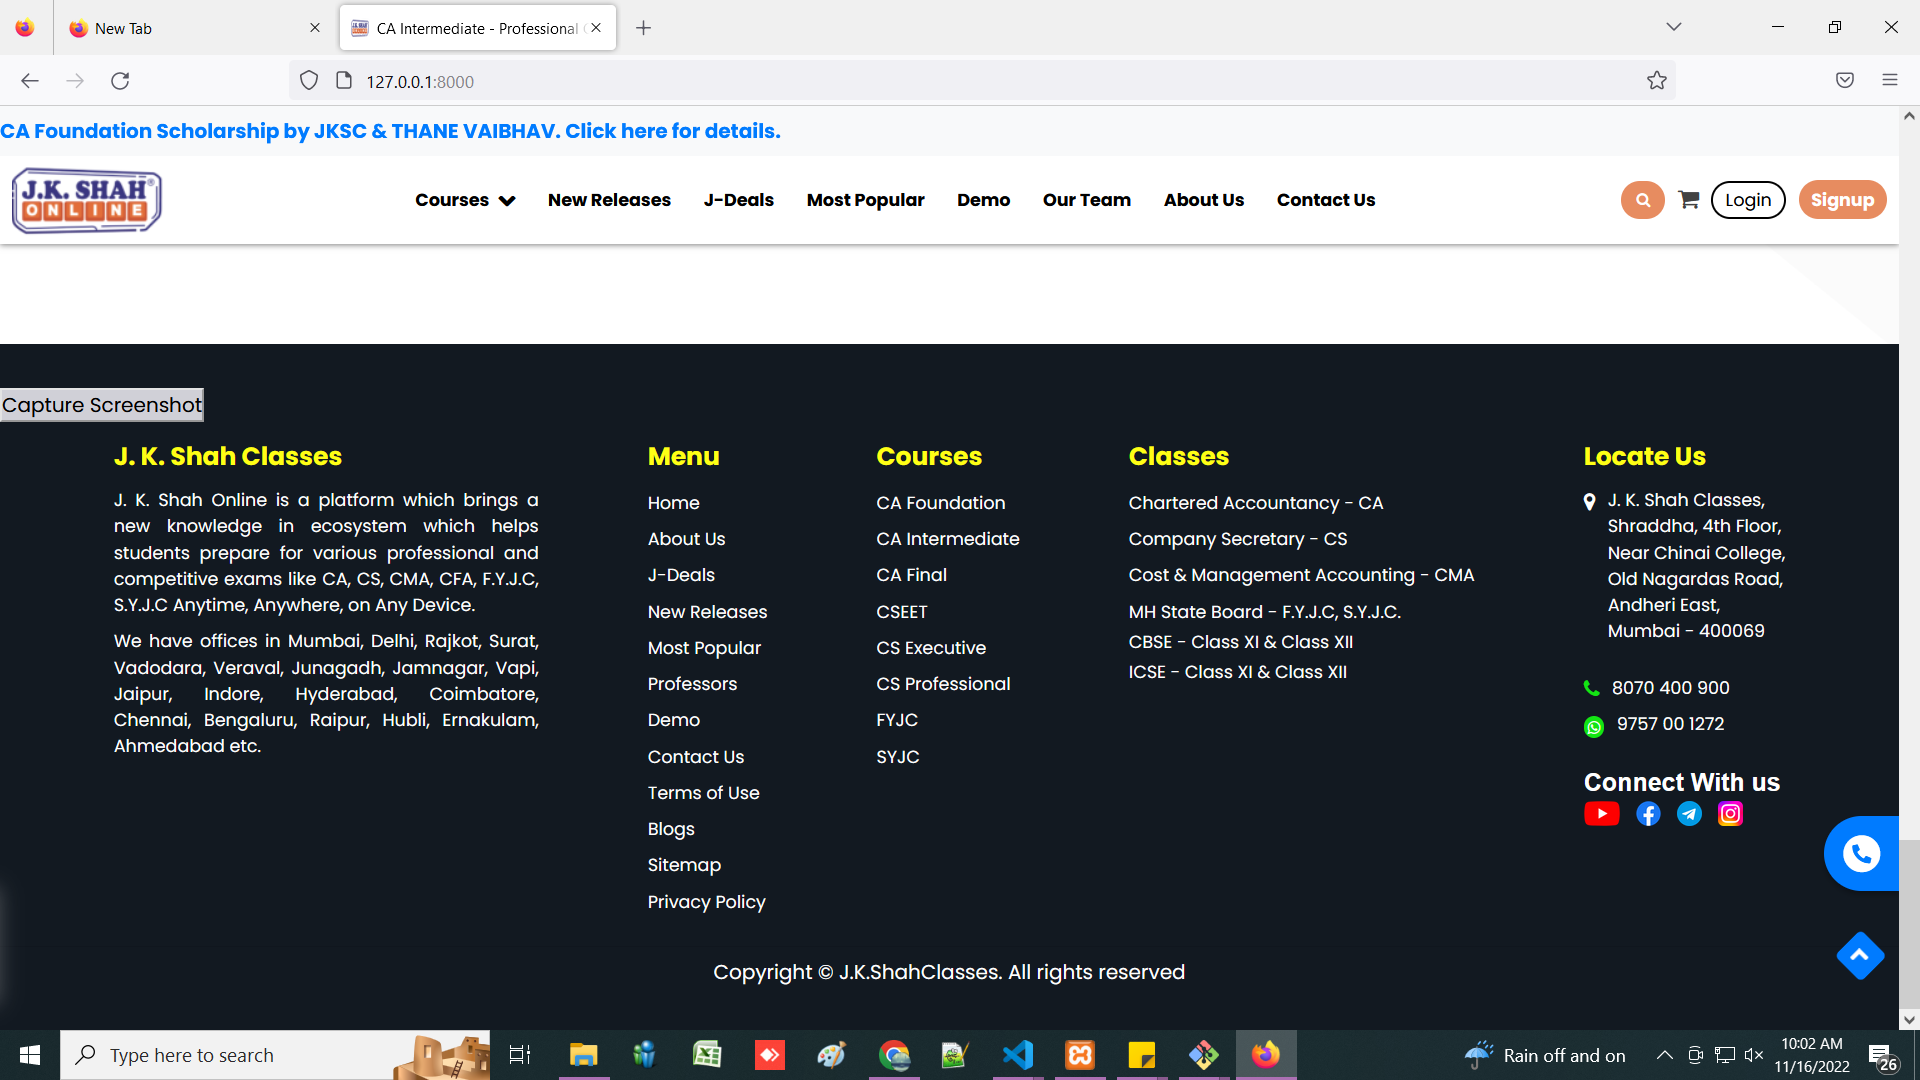 New Tab
CA Intermediate - Professional
127.0.0.1:8000
CA Foundation Scholarship by JKSC & THANE VAIBHAV. Click here for details.
J.K. SHAH®
ONLINE
Courses
New Releases
J-Deals
Most Popular
Demo
Our Team
About Us
Contact Us
Login
Signup
Capture Screenshot
J. K. Shah Classes
J. K. Shah Online is a platform which brings a
new knowledge in ecosystem which helps
students prepare for various professional and
competitive exams like CA, CS, CMA, CFA, F.Y.J.C,
S.Y.J.C Anytime, Anywhere, on Any Device.
We have offices in Mumbai, Delhi, Rajkot, Surat,
Vadodara, Veraval, Junagadh, Jamnagar, Vapi,
Jaipur, Indore, Hyderabad, Coimbatore,
Chennai, Bengaluru, Raipur, Hubli, Ernakulam,
Ahmedabad etc.
Menu
Home
About Us
J-Deals
New Releases
Most Popular
Professors
Demo
Contact Us
Terms of Use
Blogs
Sitemap
Privacy Policy
Courses
CA Foundation
CA Intermediate
CA Final
CSEET
CS Executive
CS Professional
FYJC
SYJC
Classes
Chartered Accountancy - CA
Company Secretary - CS
Cost & Management Accounting - CMA
MH State Board - F.Y.J.C, S.Y.J.C.
CBSE - Class XI & Class XII
ICSE - Class XI & Class XII
Locate Us
J. K. Shah Classes,
Shraddha, 4th Floor,
Near Chinai College,
Old Nagardas Road,
Andheri East,
Mumbai - 400069
8070 400 900
9757 00 1272
Connect With us
Copyright © J.K.ShahClasses. All rights reserved
Type here to search
Rain off and on
10:02 AM
11/16/2022
26